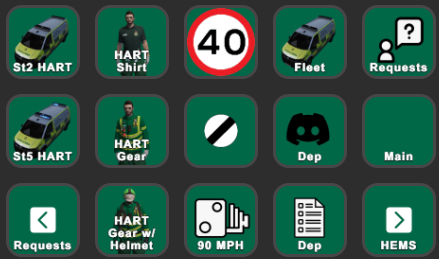 St2 HART
HART
Shirt
40
Fleet
?
Requests
St5 HART
HART
Gear
Dep
Main
Requests
HART
Gear w/
Helmet
90 MPH
Dep
HEMS